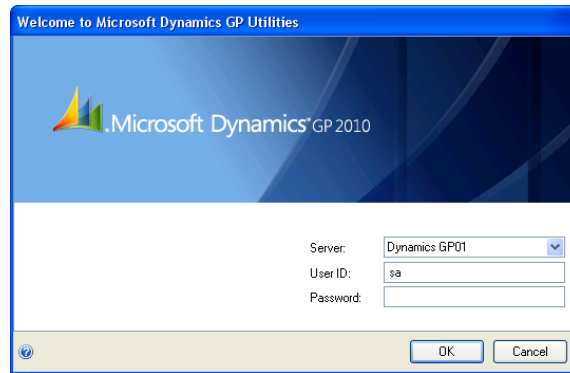 Welcome to Microsoft Dynamics GP Utilities
Microsoft Dynamics GP 2010
Server: Dynamics GP01
User ID: sa
Password:
? OK Cancel